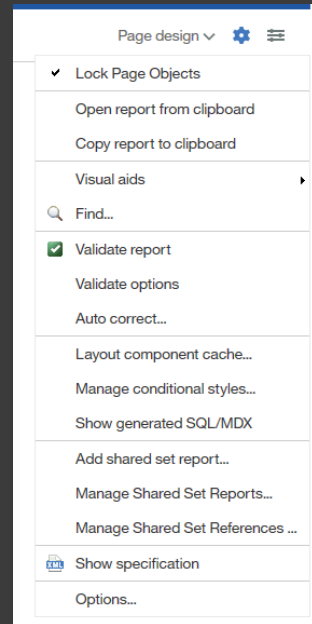 Page design
Lock Page Objects
Open report from clipboard
Copy report to clipboard
Visual aids
Find...
Validate report
Validate options
Auto correct...
Layout component cache...
Manage conditional styles...
Show generated SQL/MDX
Add shared set report...
Manage Shared Set Reports...
Manage Shared Set References ...
XML
Show specification
Options...